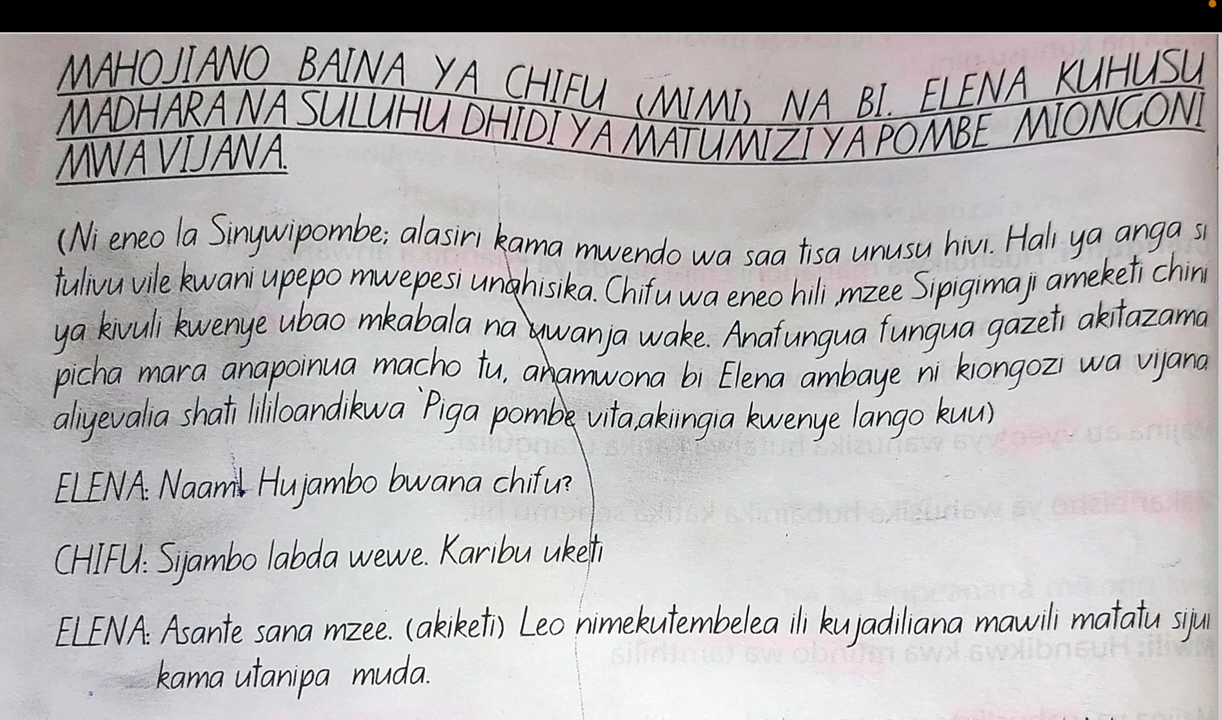 MAHOJIANO BAINA YA CHIFU (MIMI) NA BI. ELENA KUHUSU
MADHARA NA SULUHU DHIDI YA MATUMIZI YA POMBE MIONGONI
MWA VIJANA.
(Ni eneo la Sinywipombe; alasiri kama mwendo wa saa tisa unusu hivi. Hali ya anga si
tulivu vile kwani upepo mwepesi unahisika. Chifu wa eneo hili ,mzee Sipigimaji ameketi chini
ya kivuli kwenye ubao mkabala na uwanja wake. Anafungua fungua gazeti akitazama
picha mara anapoinua macho tu, anamwona bi Elena ambaye ni kiongozi wa vijana
aliyevalia shati lililoandikwa 'Piga pombe vita,akiingia kwenye lango kuu)
ELENA: Naam! Hujambo bwana chifu?
CHIFU: Sijambo labda wewe. Karibu uketi
ELENA: Asante sana mzee. (akiketi) Leo nimekutembelea ili kujadiliana mawili matatu sijui
kama utanipa muda.